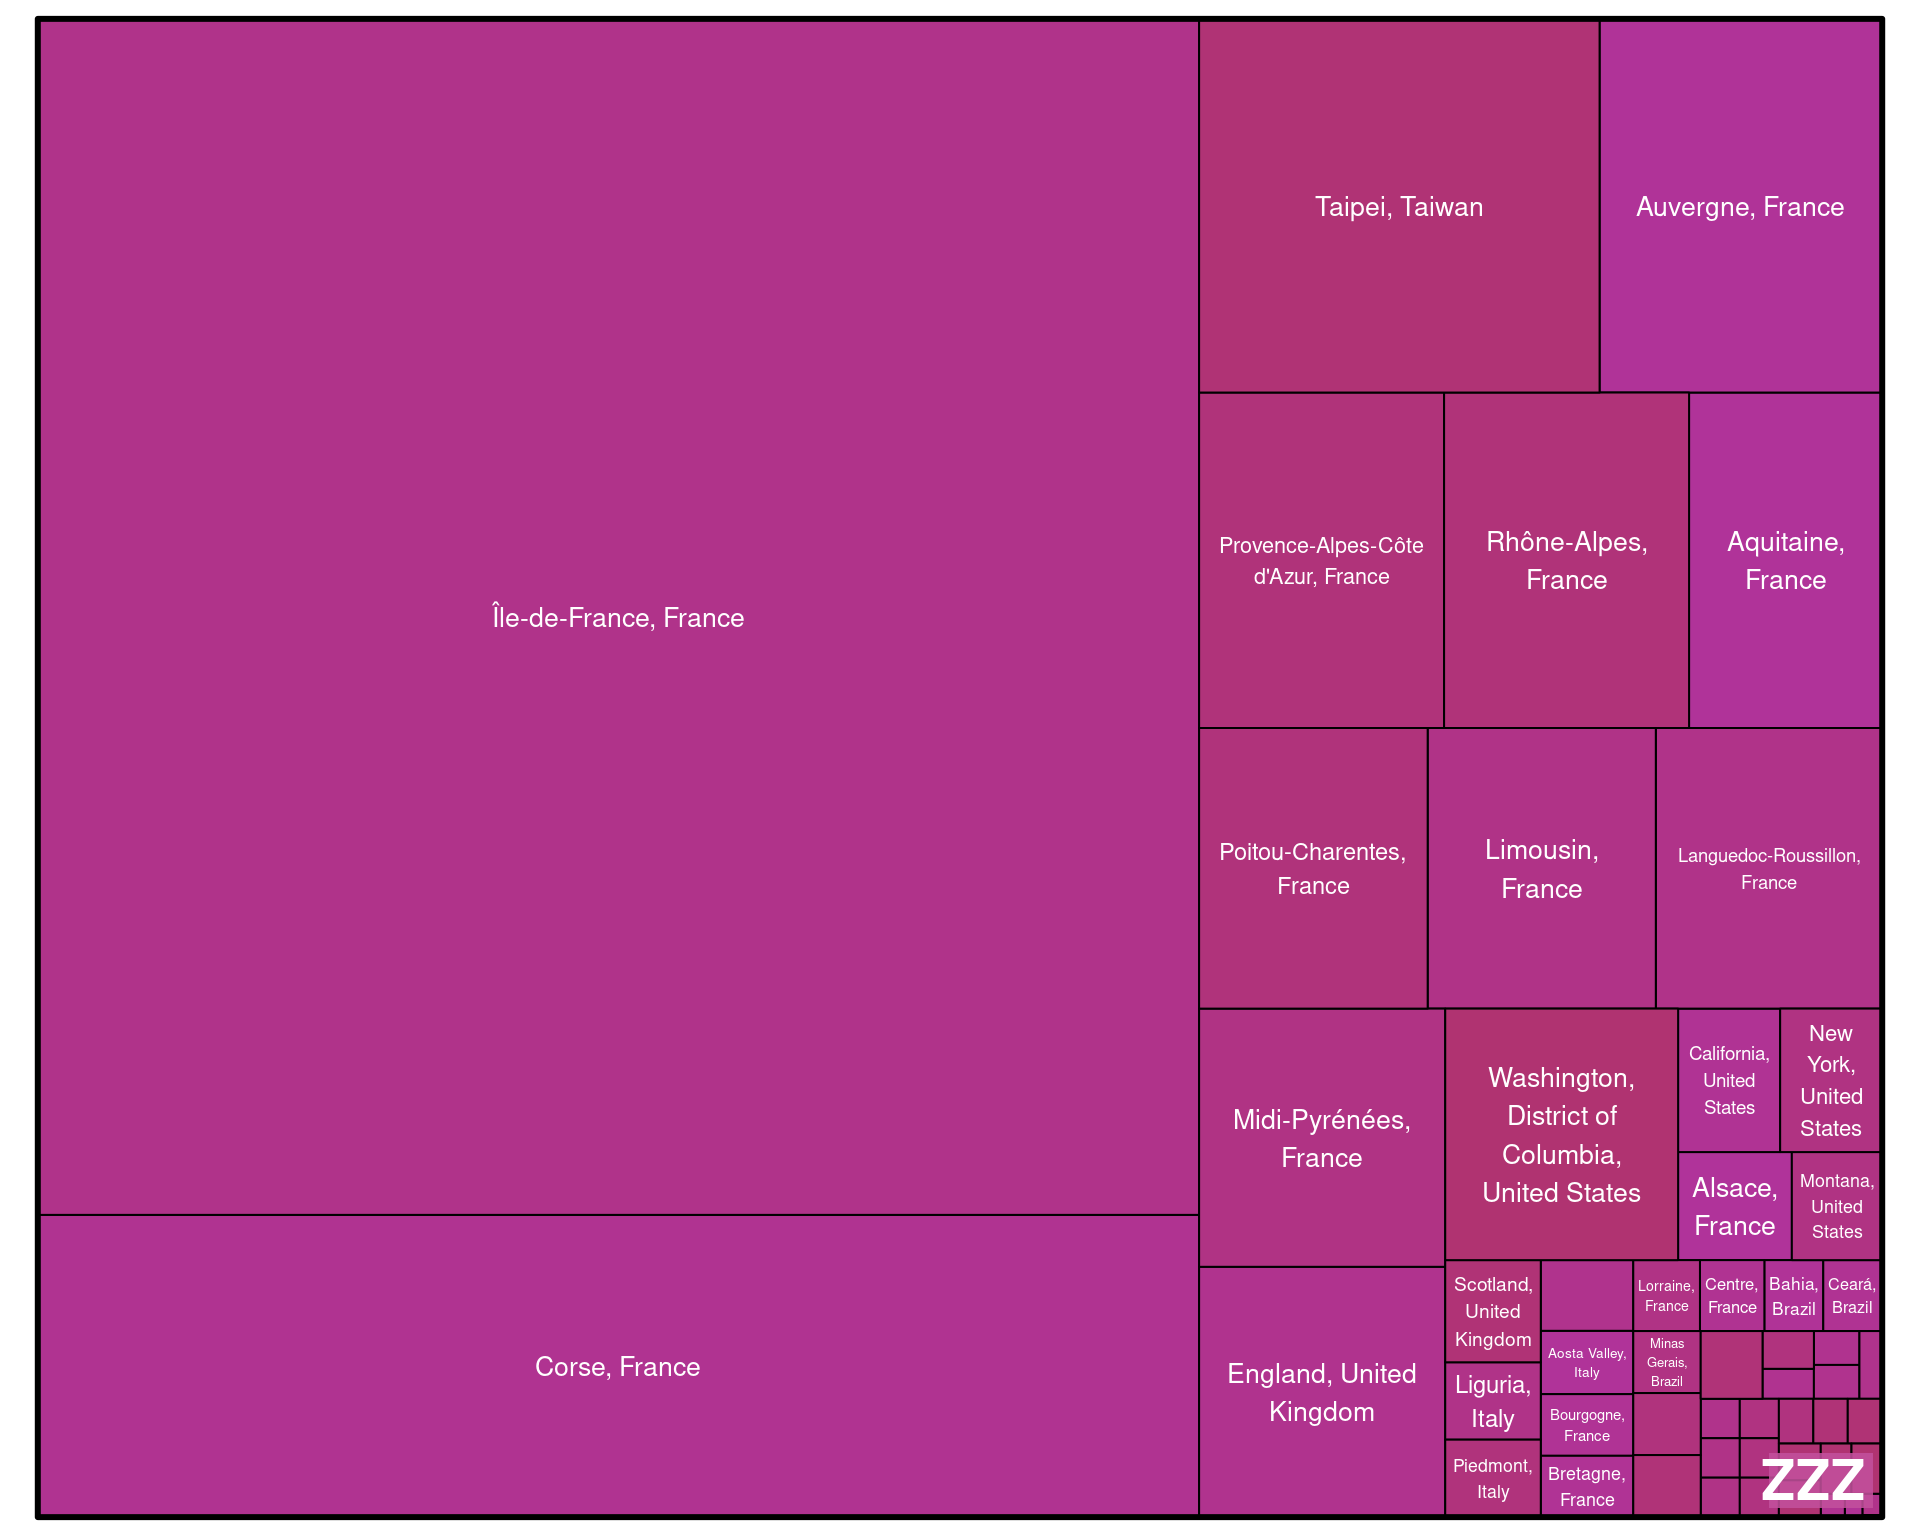 Île-de-France, France
Corse, France
Taipei, Taiwan
Auvergne, France
Provence-Alpes-Côte
d'Azur, France
Rhône-Alpes,
France
Aquitaine,
France
Poitou-Charentes,
France
Limousin,
France
Languedoc-Roussillon,
France
Midi-Pyrénées,
France
England, United
Kingdom
Washington,
District of
Columbia,
United States
California,
United
States
New
York,
United
States
Alsace,
France
Montana,
United
States
Scotland,
United
Kingdom
Liguria,
Italy
Piedmont,
Italy
Aosta Valley,
Italy
Bourgogne,
France
Bretagne,
France
Lorraine,
France
Centre,
France
Bahia,
Brazil
Ceará,
Brazil
Minas
Gerais,
Brazil
ZZZ